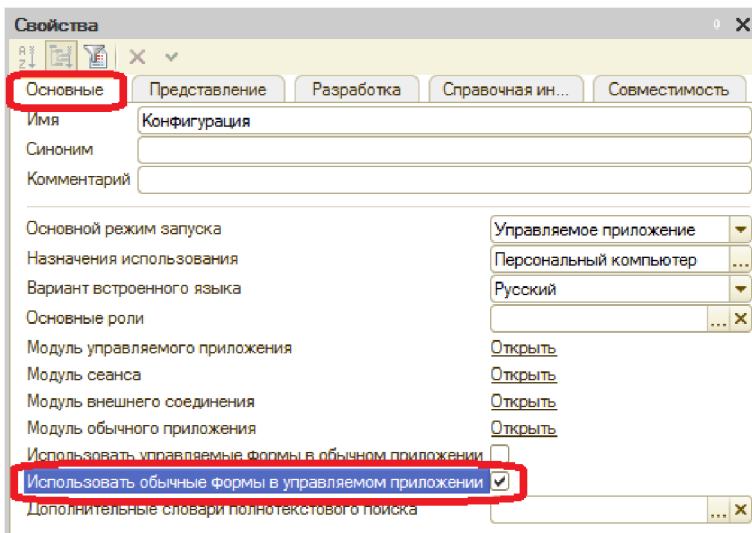 Свойства
Основные Представление Разработка Справочная ин... Совместимость
Имя Конфигурация
Синоним
Комментарий
Основной режим запуска Управляемое приложение
Назначения использования Персональный компьютер ...
Вариант встроенного языка Русский
Основные роли ...
Модуль управляемого приложения Открыть
Модуль сеанса Открыть
Модуль внешнего соединения Открыть
Модуль обычного приложения Открыть
Использовать управляемые формы в обычном приложении
Использовать обычные формы в управляемом приложении
Дополнительные словари полнотекстового поиска ...